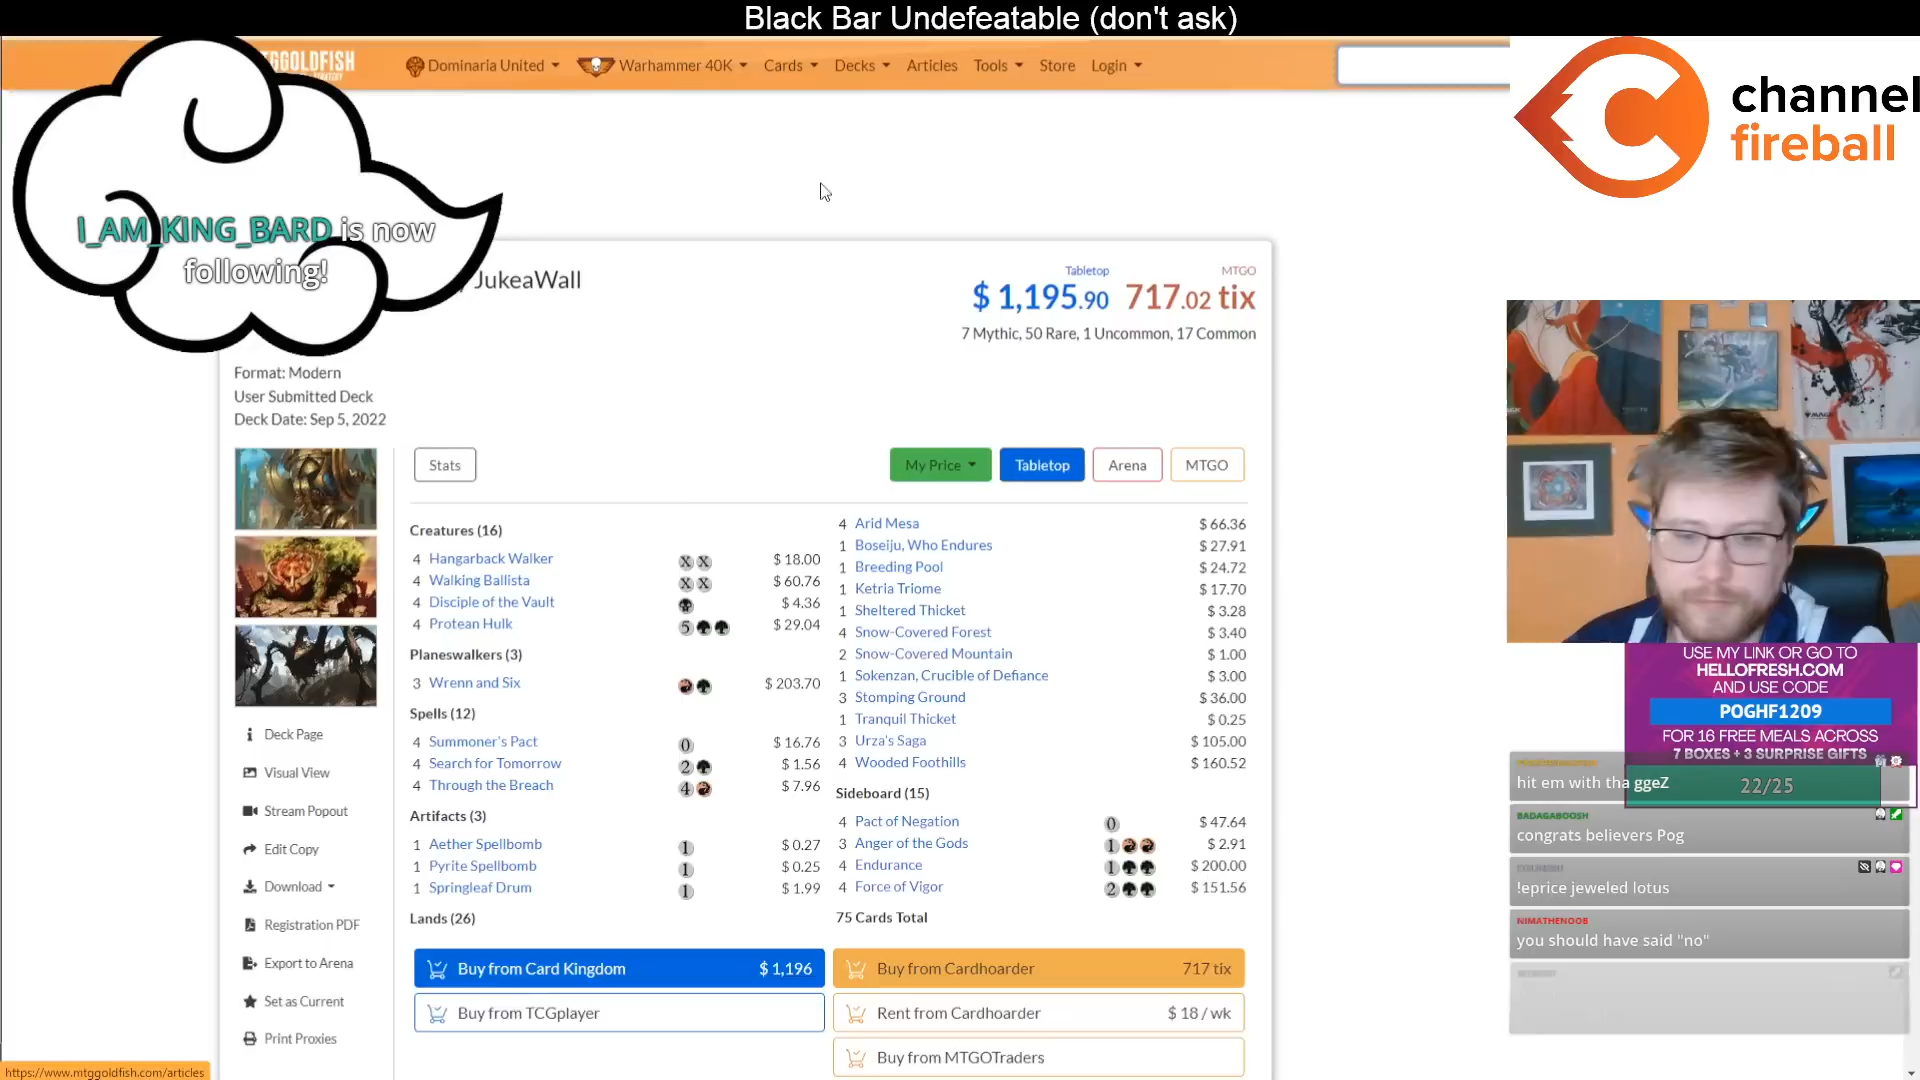 Black Bar Undefeatable (don't ask)
TGGOLDFISH
Dominaria United
Warhammer 40K
Cards
Decks
Articles
Tools
Store
Login
channel
fireball
I_AM_KING_BARD is now
following!
JukeaWall
Tabletop
$ 1,195.90
MTGO
717.02 tix
7 Mythic, 50 Rare, 1 Uncommon, 17 Common
Format: Modern
User Submitted Deck
Deck Date: Sep 5, 2022
Stats
My Price
Tabletop
Arena
MTGO
Creatures (16)
4 Hangarback Walker X X $ 18.00
4 Walking Ballista X X $ 60.76
4 Disciple of the Vault $ 4.36
4 Protean Hulk 5 $ 29.04
Planeswalkers (3)
3 Wrenn and Six $ 203.70
Spells (12)
4 Summoner's Pact 0 $ 16.76
4 Search for Tomorrow 2 $ 1.56
4 Through the Breach 4 $ 7.96
Artifacts (3)
1 Aether Spellbomb 1 $ 0.27
1 Pyrite Spellbomb 1 $ 0.25
1 Springleaf Drum 1 $ 1.99
Lands (26)
4 Arid Mesa $ 66.36
1 Boseiju, Who Endures $ 27.91
1 Breeding Pool $ 24.72
1 Ketria Triome $ 17.70
1 Sheltered Thicket $ 3.28
4 Snow-Covered Forest $ 3.40
2 Snow-Covered Mountain $ 1.00
1 Sokenzan, Crucible of Defiance $ 3.00
3 Stomping Ground $ 36.00
1 Tranquil Thicket $ 0.25
3 Urza's Saga $ 105.00
4 Wooded Foothills $ 160.52
Sideboard (15)
4 Pact of Negation 0 $ 47.64
3 Anger of the Gods 1 $ 2.91
4 Endurance 1 $ 200.00
4 Force of Vigor 2 $ 151.56
75 Cards Total
Deck Page
Visual View
Stream Popout
Edit Copy
Download
Registration PDF
Export to Arena
Set as Current
Print Proxies
Buy from Card Kingdom $ 1,196
Buy from TCGplayer
Buy from Cardhoarder 717 tix
Rent from Cardhoarder $ 18 / wk
Buy from MTGOTraders
https://www.mtggoldfish.com/articles
USE MY LINK OR GO TO
HELLOFRESH.COM
AND USE CODE
POGHF1209
FOR 16 FREE MEALS ACROSS
7 BOXES + 3 SURPRISE GIFTS
22/25
hit em with tha ggeZ
BADAGABOOSH
congrats believers Pog
!eprice jeweled lotus
NIMATHENOOB
you should have said "no"